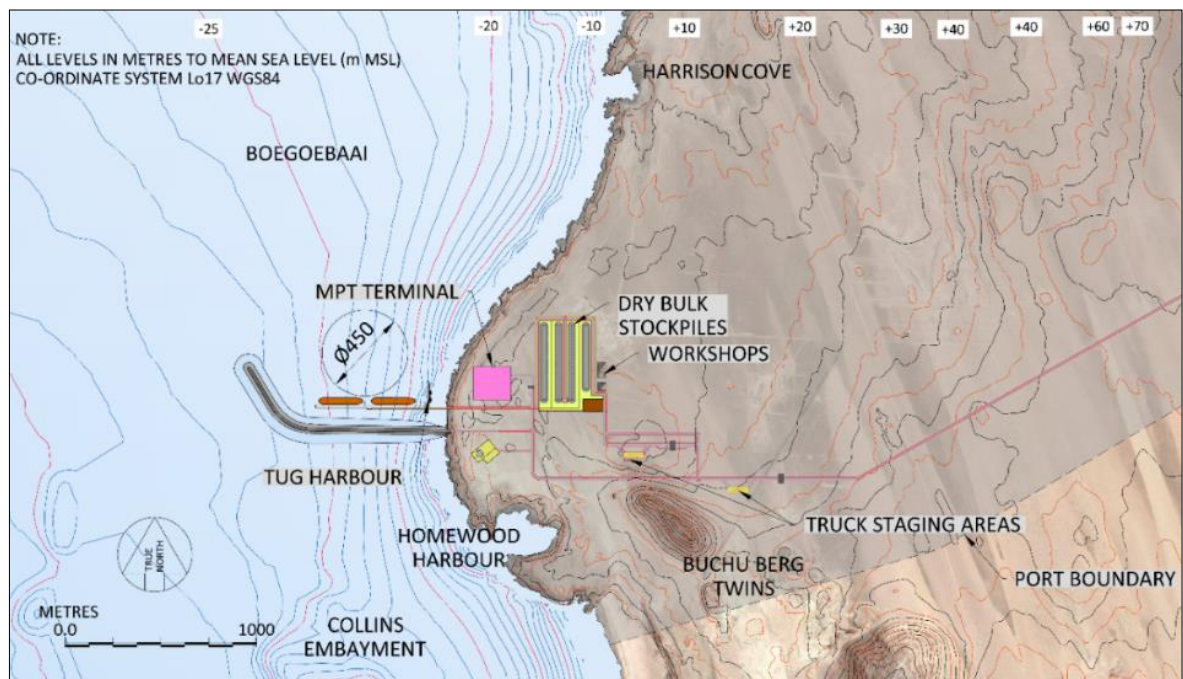 -25
-20
-10
+10
+20
+30
+40
+40
+60
+70
NOTE:
ALL LEVELS IN METRES TO MEAN SEA LEVEL (m MSL)
CO-ORDINATE SYSTEM Lo17 WGS84
HARRISON COVE
BOEGOEBAAI
MPT TERMINAL
DRY BULK
STOCKPILES
WORKSHOPS
Ø450
TUG HARBOUR
HOMEWOOD
HARBOUR
TRUCK STAGING AREAS
BUCHU BERG
TWINS
PORT BOUNDARY
TRUE
NORTH
METRES
0.0
1000
COLLINS
EMBAYMENT